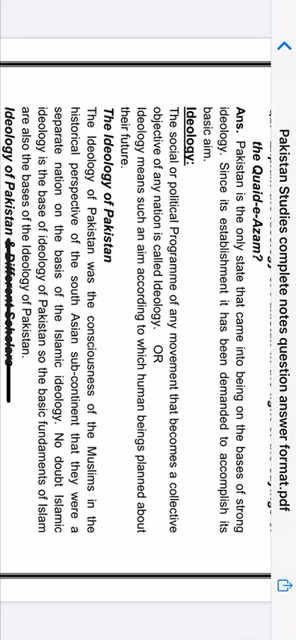 Pakistan Studies complete notes question answer format.pdf
the Quaid-e-Azam?
Ans. Pakistan is the only state that came into being on the bases of strong
ideology. Since its establishment it has been demanded to accomplish its
basic aim.
Ideology:
The social or political Programme of any movement that becomes a collective
objective of any nation is called Ideology. OR
Ideology means such an aim according to which human beings planned about
their future.
The Ideology of Pakistan
The Ideology of Pakistan was the consciousness of the Muslims in the
historical perspective of the south Asian sub-continent that they were a
separate nation on the basis of the Islamic ideology. No doubt Islamic
ideology is the base of ideology of Pakistan so the basic fundaments of Islam
are also the bases of the Ideology of Pakistan.
Ideology of Pakistan & Different Scholars